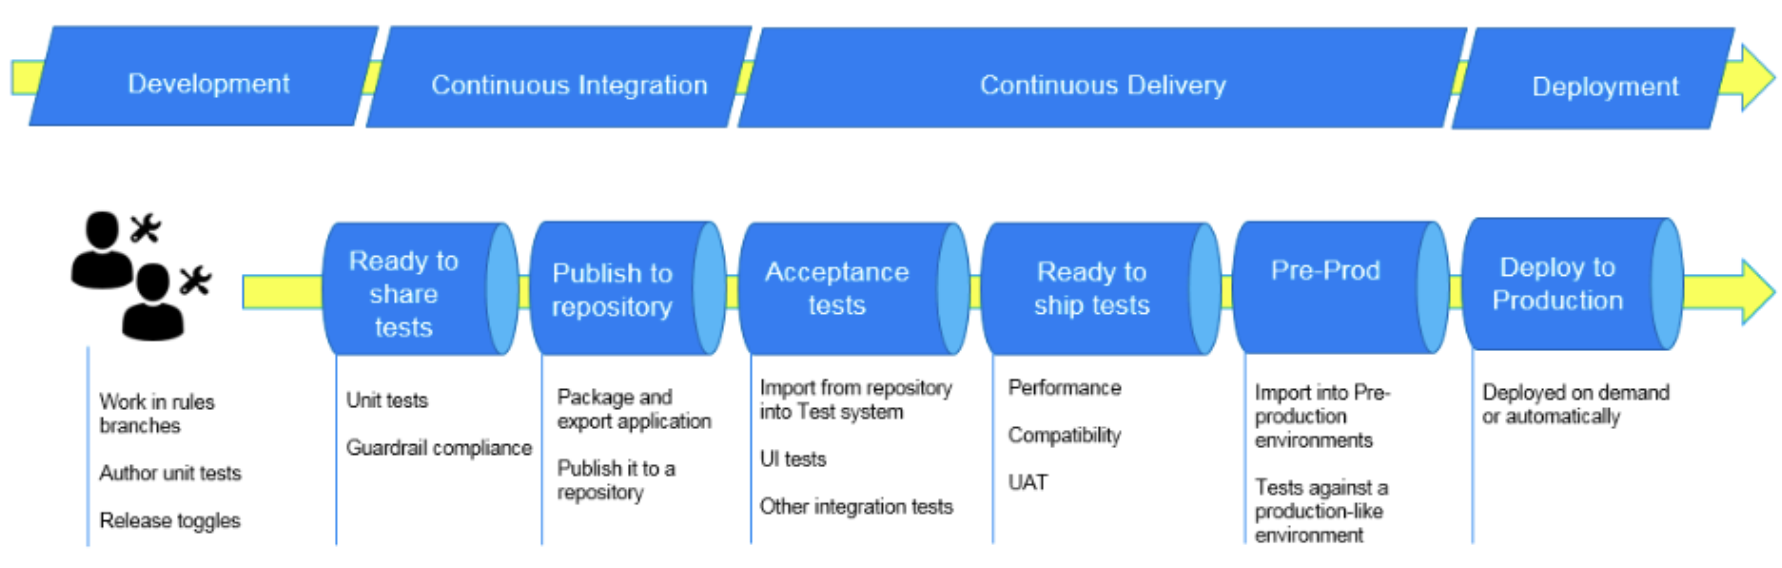 Development
Continuous Integration
Continuous Delivery
Deployment
Ready to
share
tests
Publish to
repository
Acceptance
tests
Ready to
ship tests
Pre-Prod
Deploy to
Production
Work in rules
branches
Author unit tests
Release toggles
Unit tests
Guardrail compliance
Package and
export application
Publish it to a
repository
Import from repository
into Test system
UI tests
Other integration tests
Performance
Compatibility
UAT
Import into Pre-
production
environments
Tests against a
production-like
environment
Deployed on demand
or automatically